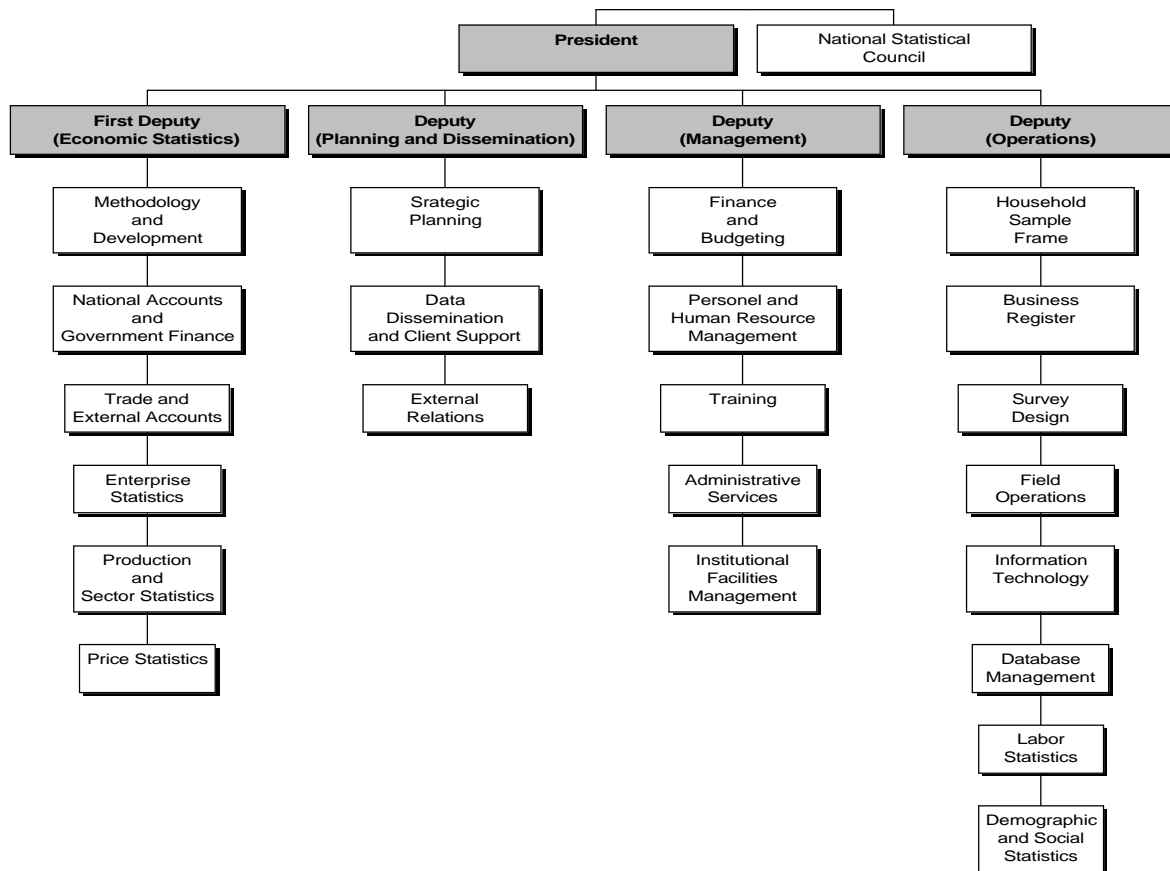 President
National Statistical
Council
First Deputy
(Economic Statistics)
Deputy
(Planning and Dissemination)
Deputy
(Management)
Deputy
(Operations)
Methodology
and
Development
National Accounts
and
Government Finance
Trade and
External Accounts
Enterprise
Statistics
Production
and
Sector Statistics
Price Statistics
Srategic
Planning
Data
Dissemination
and Client Support
External
Relations
Finance
and
Budgeting
Personel and
Human Resource
Management
Training
Administrative
Services
Institutional
Facilities
Management
Household
Sample
Frame
Business
Register
Survey
Design
Field
Operations
Information
Technology
Database
Management
Labor
Statistics
Demographic
and Social
Statistics